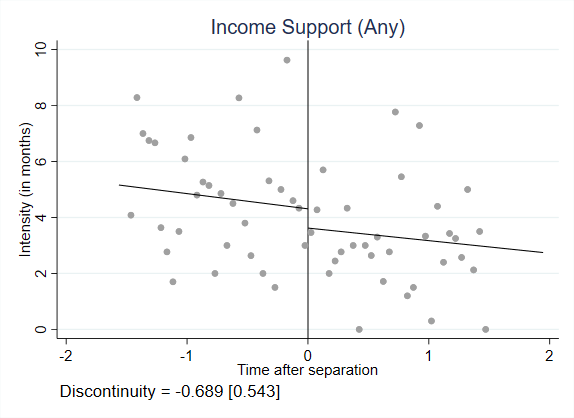 Income Support (Any)
Intensity (in months)
10
8
6
4
2
0
-2
-1
0
1
2
Time after separation
Discontinuity = -0.689 [0.543]